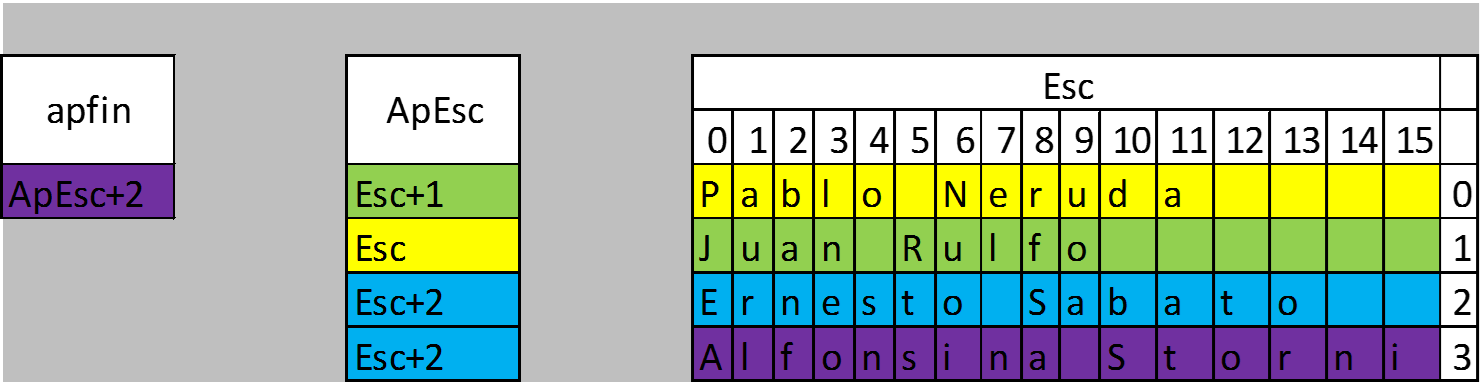 Esc
apfin ApEsc
0 1 2 3 4 5 6 7 8 9 10 11 12 13 14 15
ApEsc+2 Esc+1 P a b l o N e r u d a 0
Esc J u a n R u l f o 1
Esc+2 E r n e s t o S a b a t o 2
Esc+2 A l f o n s i n a S t o r n i 3